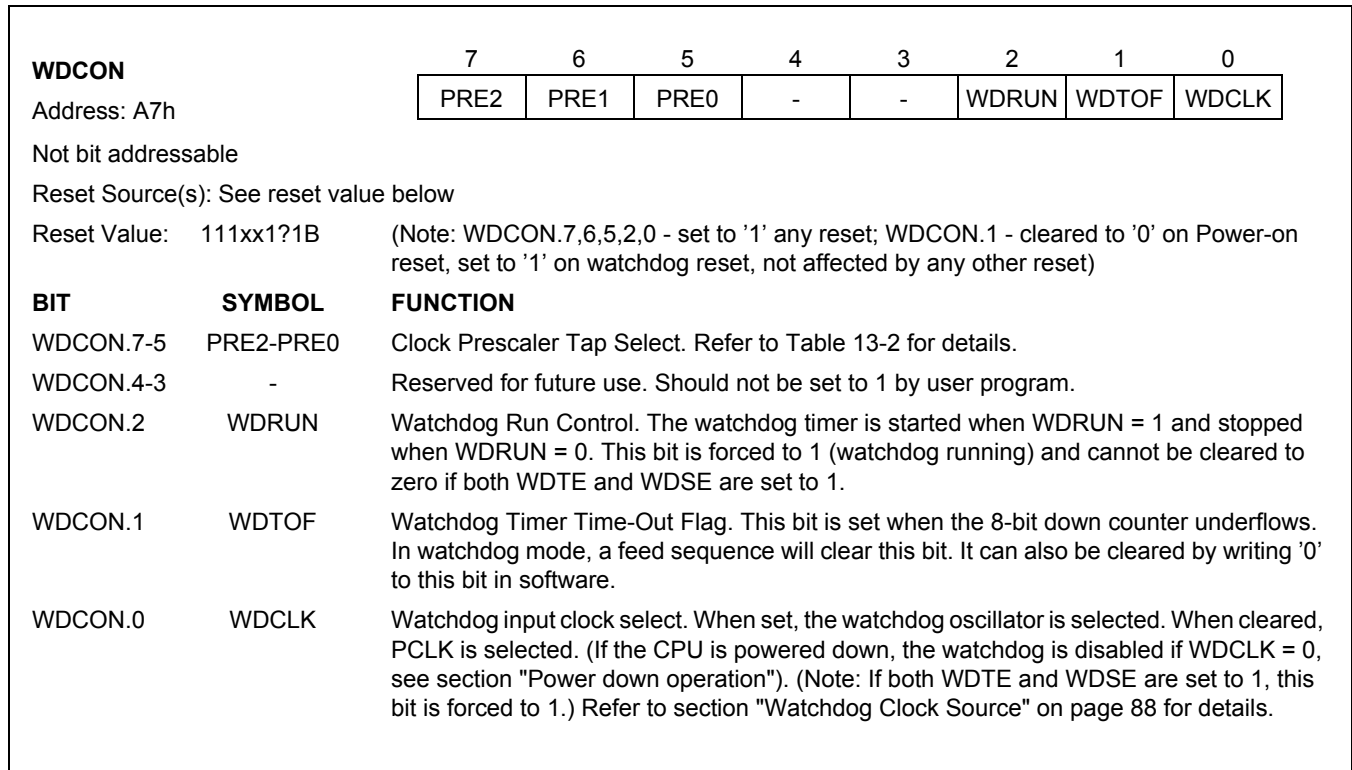 WDCON 7 6 5 4 3 2 1 0
Address: A7h PRE2 PRE1 PRE0 - - WDRUN WDTOF WDCLK
Not bit addressable
Reset Source(s): See reset value below
Reset Value: 111xx1?1B (Note: WDCON.7,6,5,2,0 - set to ’1’ any reset; WDCON.1 - cleared to ’0’ on Power-on
reset, set to ’1’ on watchdog reset, not affected by any other reset)
BIT SYMBOL FUNCTION
WDCON.7-5 PRE2-PRE0 Clock Prescaler Tap Select. Refer to Table 13-2 for details.
WDCON.4-3 - Reserved for future use. Should not be set to 1 by user program.
WDCON.2 WDRUN Watchdog Run Control. The watchdog timer is started when WDRUN = 1 and stopped
when WDRUN = 0. This bit is forced to 1 (watchdog running) and cannot be cleared to
zero if both WDTE and WDSE are set to 1.
WDCON.1 WDTOF Watchdog Timer Time-Out Flag. This bit is set when the 8-bit down counter underflows.
In watchdog mode, a feed sequence will clear this bit. It can also be cleared by writing ’0’
to this bit in software.
WDCON.0 WDCLK Watchdog input clock select. When set, the watchdog oscillator is selected. When cleared,
PCLK is selected. (If the CPU is powered down, the watchdog is disabled if WDCLK = 0,
see section "Power down operation"). (Note: If both WDTE and WDSE are set to 1, this
bit is forced to 1.) Refer to section "Watchdog Clock Source" on page 88 for details.